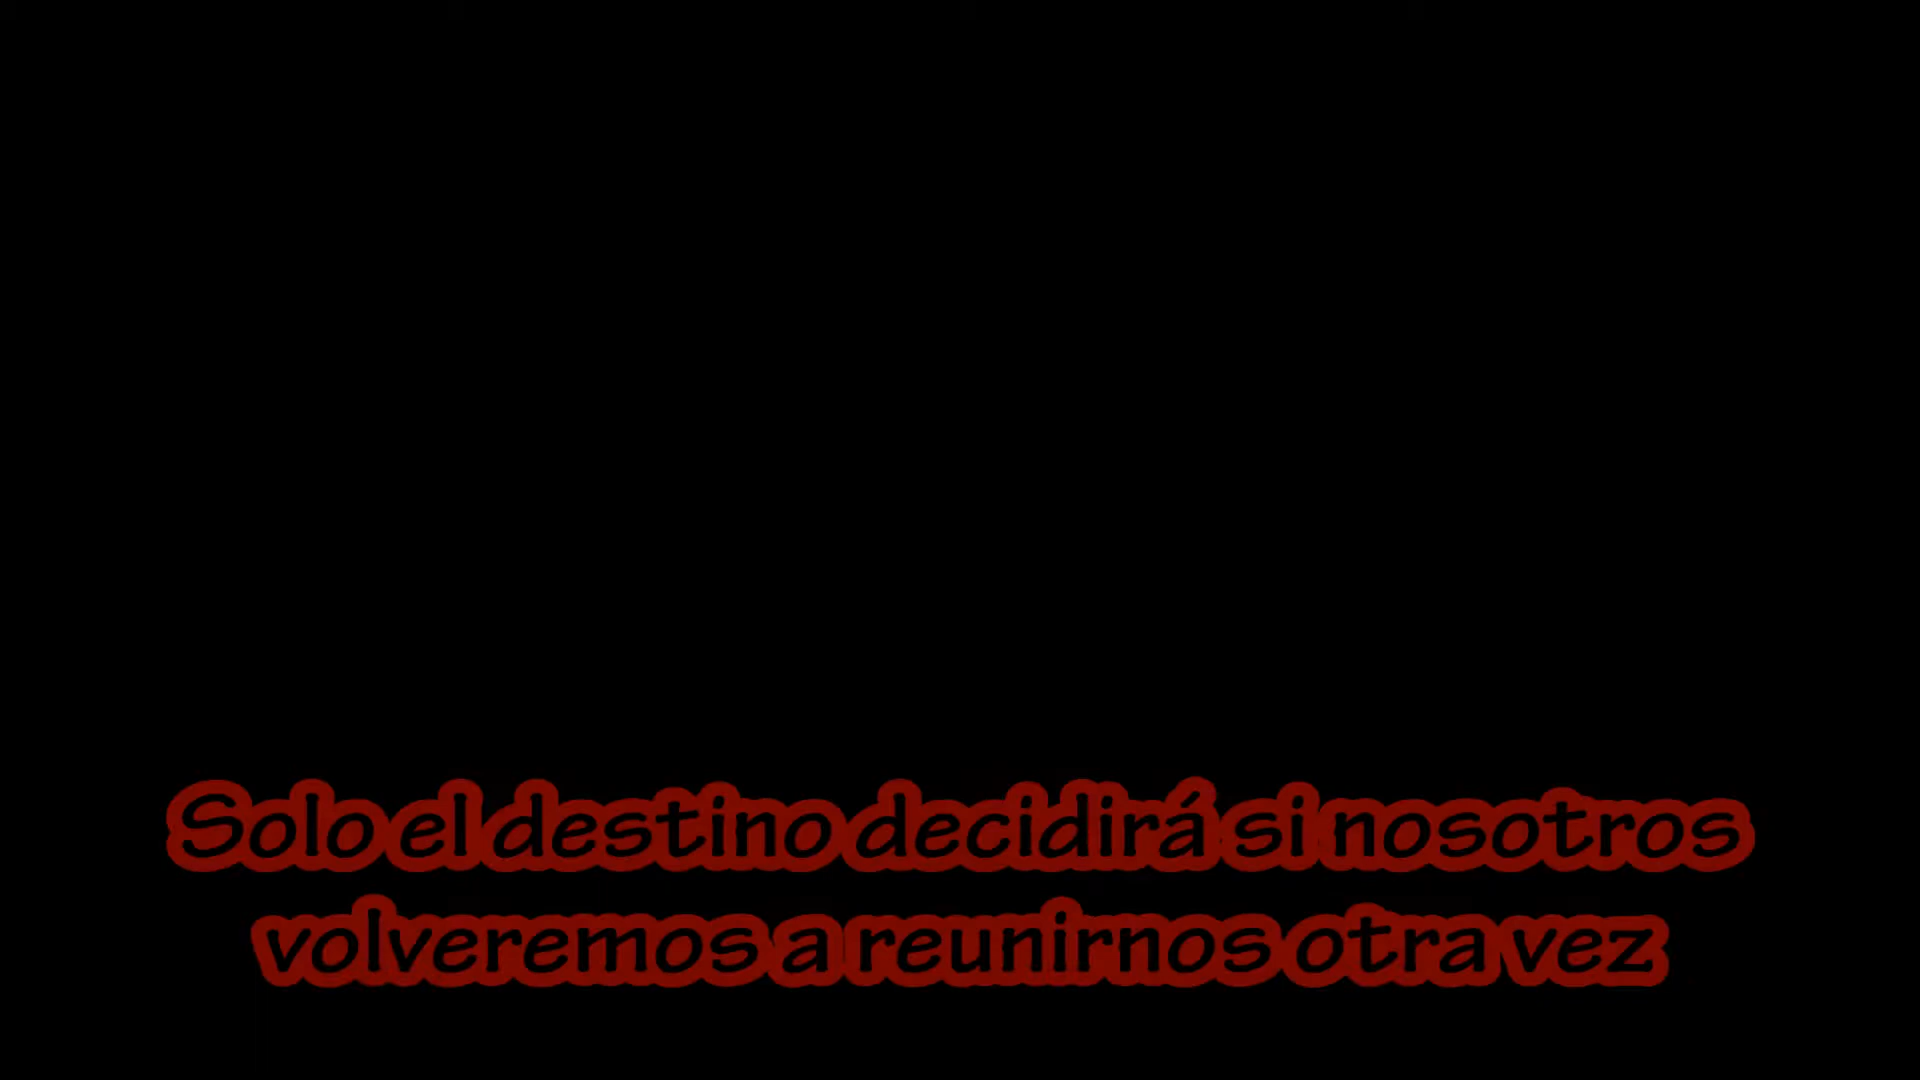 Solo el destino decidirá si nosotros
volveremos a reunirnos otra vez